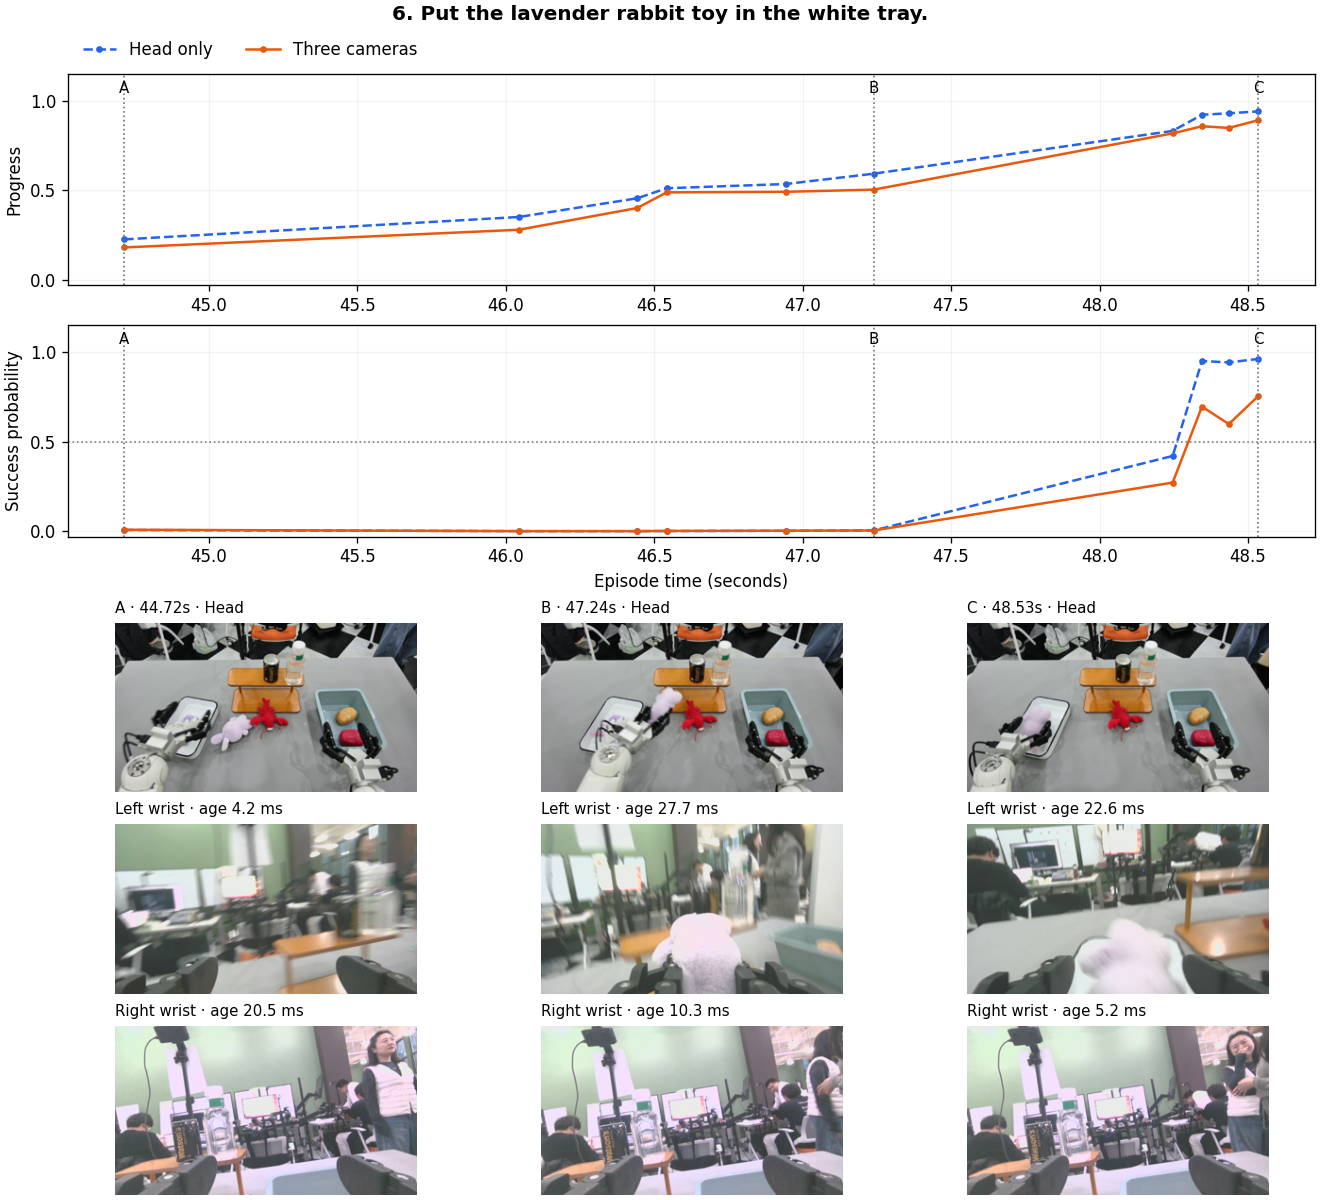 6. Put the lavender rabbit toy in the white tray.
Head only
Three cameras
A
B
C
Progress
1.0
0.5
0.0
45.0
45.5
46.0
46.5
47.0
47.5
48.0
48.5
A
B
C
Success probability
1.0
0.5
0.0
45.0
45.5
46.0
46.5
47.0
47.5
48.0
48.5
Episode time (seconds)
A · 44.72s · Head
B · 47.24s · Head
C · 48.53s · Head
Left wrist · age 4.2 ms
Left wrist · age 27.7 ms
Left wrist · age 22.6 ms
Right wrist · age 20.5 ms
Right wrist · age 10.3 ms
Right wrist · age 5.2 ms